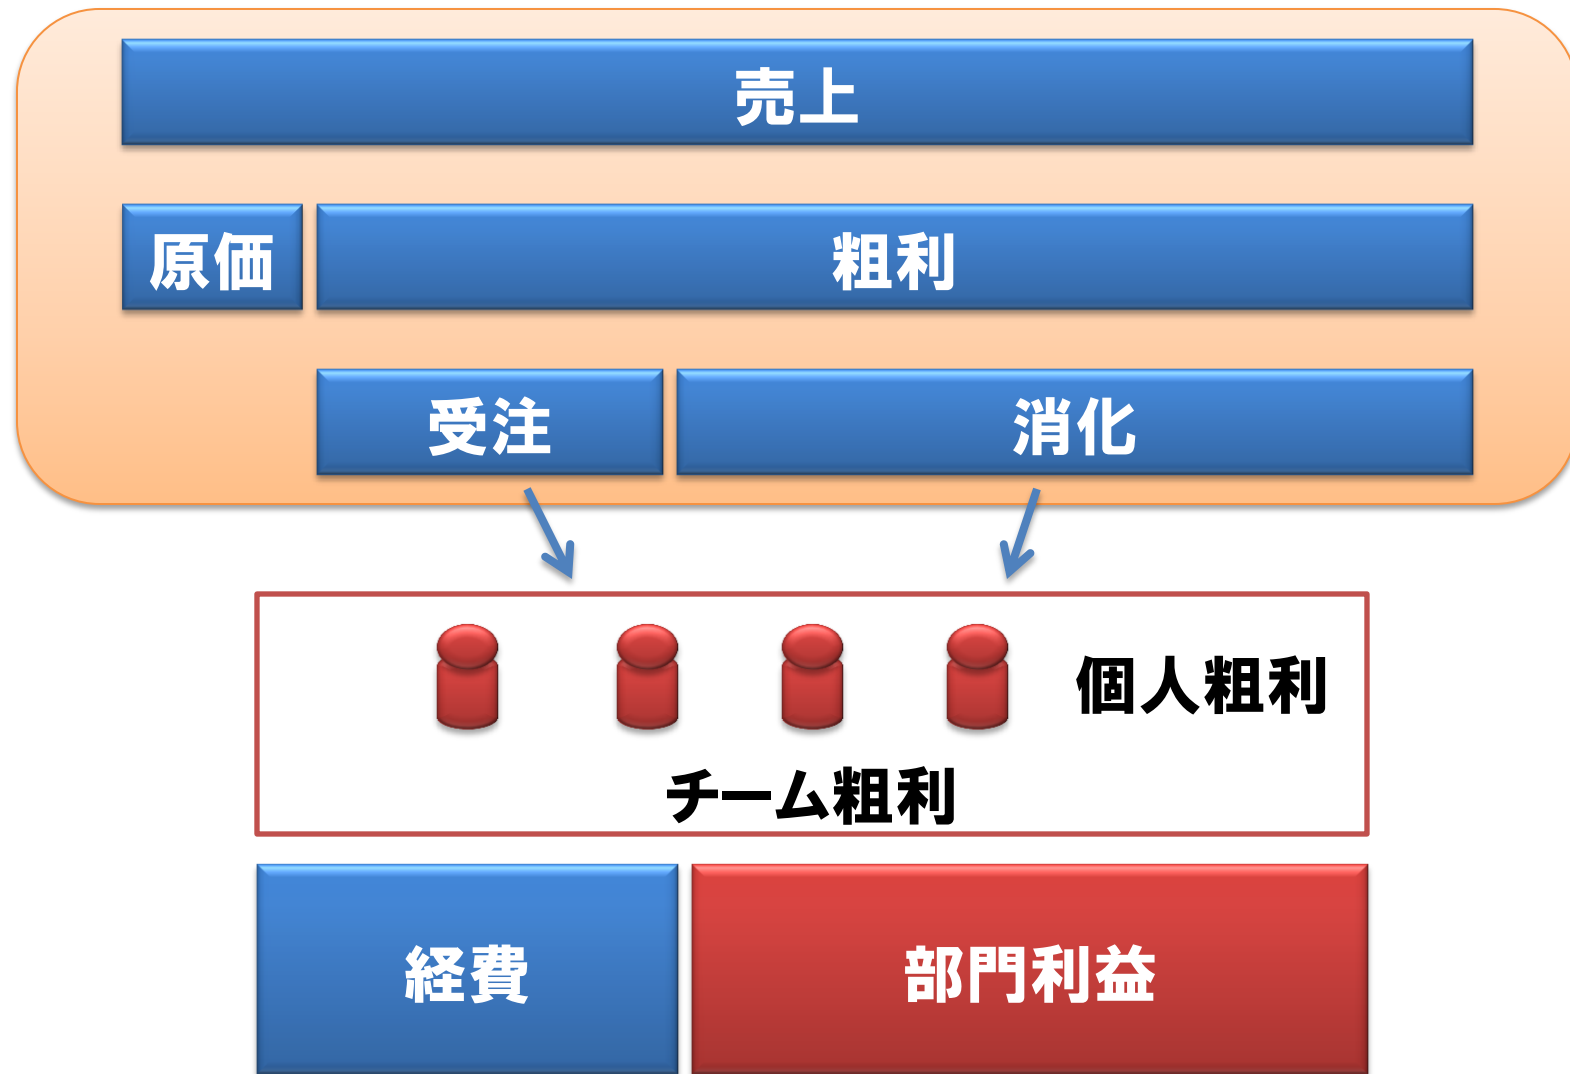 売上
原価
粗利
受注
消化
個人粗利
チーム粗利
経費
部門利益